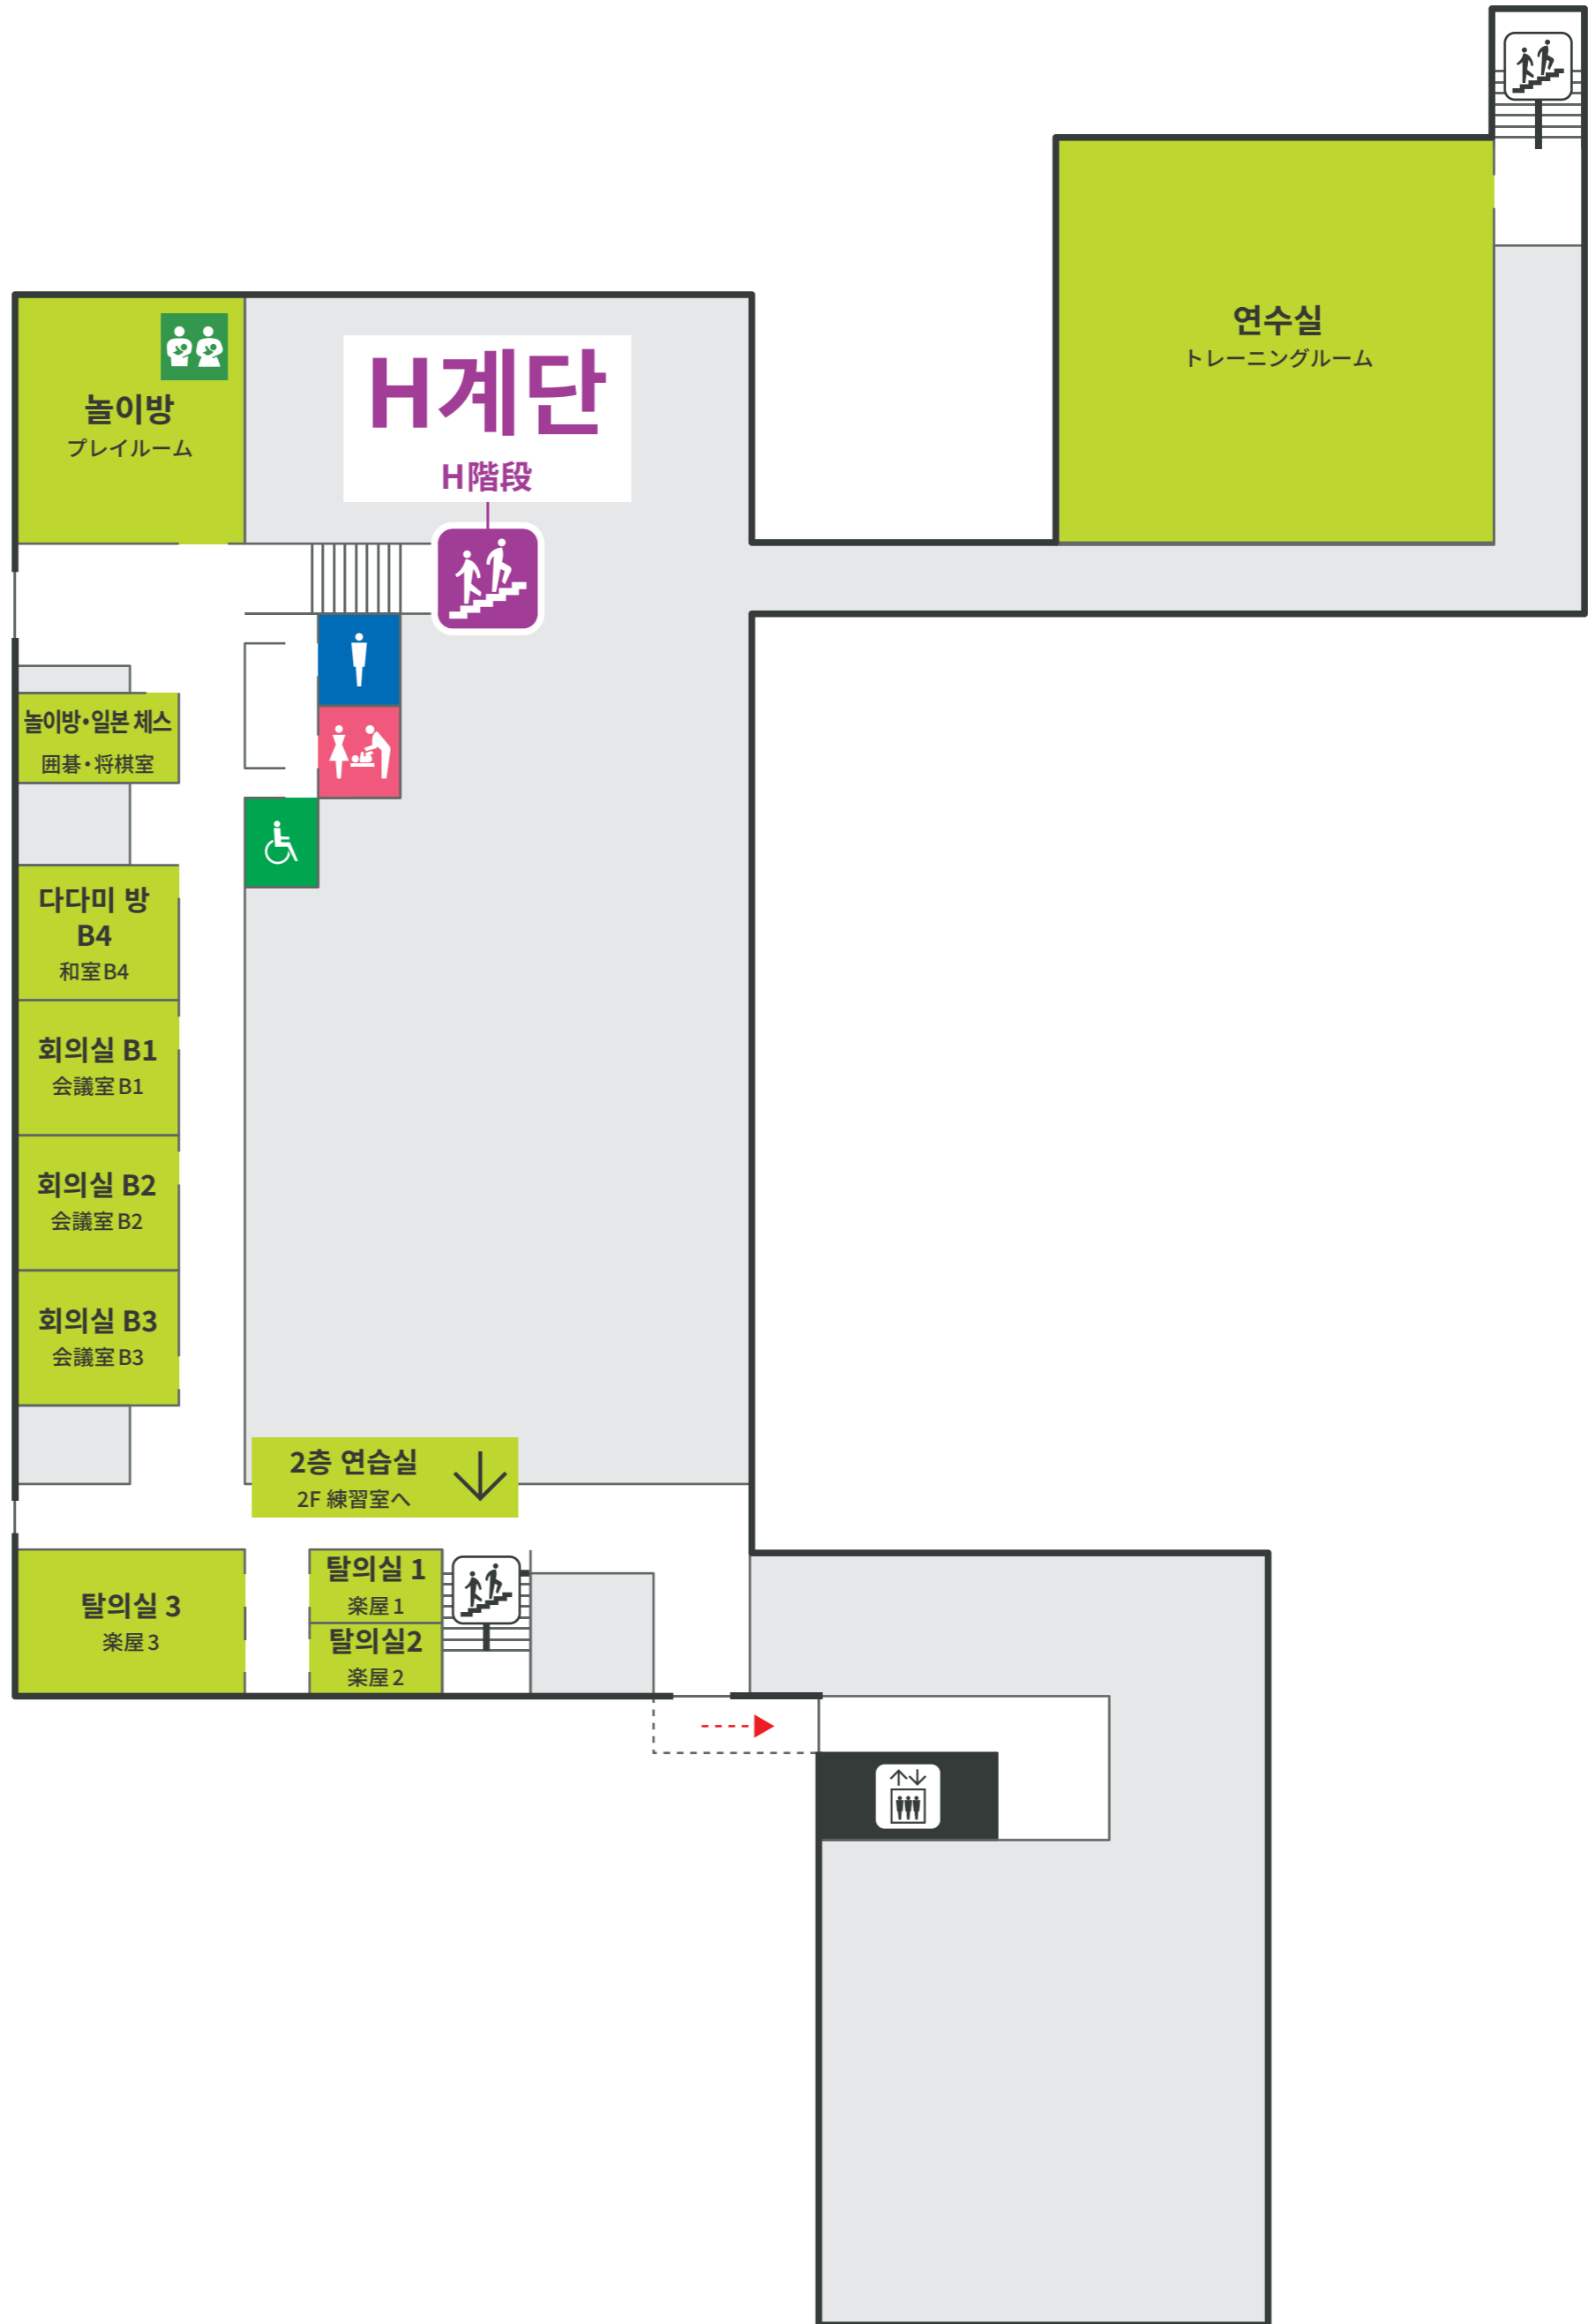 연수실
トレーニングルーム
H계단
H階段
놀이방
プレイルーム
놀이방・일본 체스
囲碁・将棋室
다다미 방
B4
和室B4
회의실 B1
会議室B1
회의실 B2
会議室B2
회의실 B3
会議室B3
2층 연습실
2F 練習室へ
탈의실 3
楽屋3
탈의실 1
楽屋1
탈의실2
楽屋2